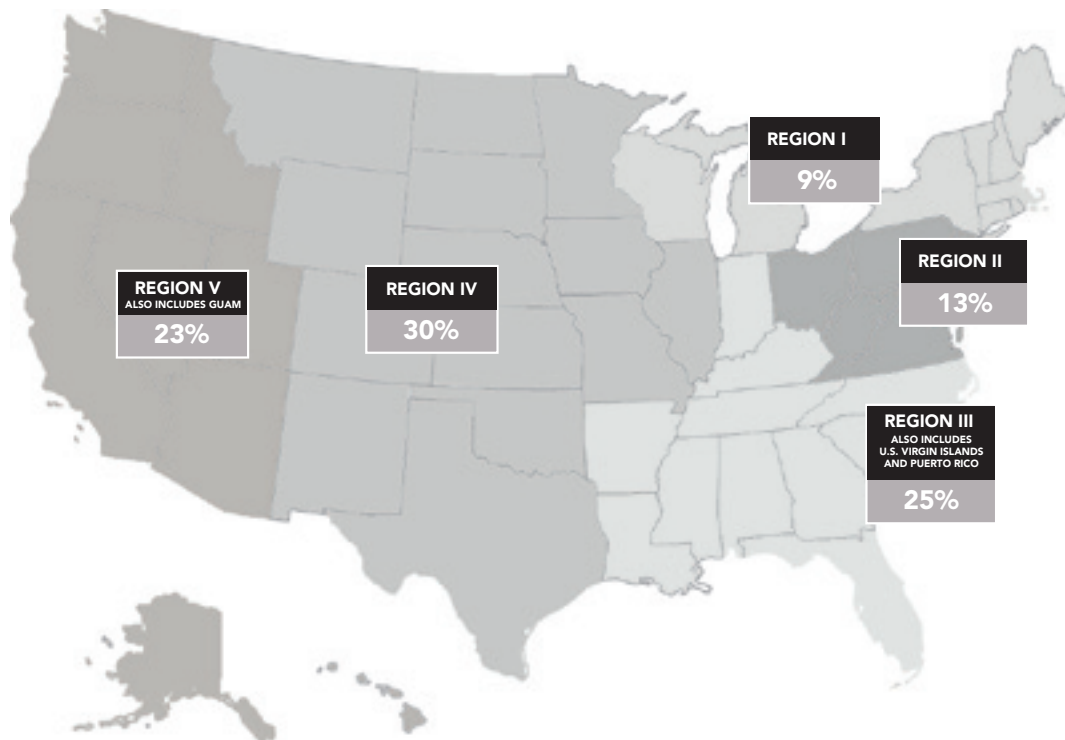 REGION I
9%
REGION II
13%
REGION V
ALSO INCLUDES GUAM
23%
REGION IV
30%
REGION III
ALSO INCLUDES
U.S. VIRGIN ISLANDS
AND PUERTO RICO
25%